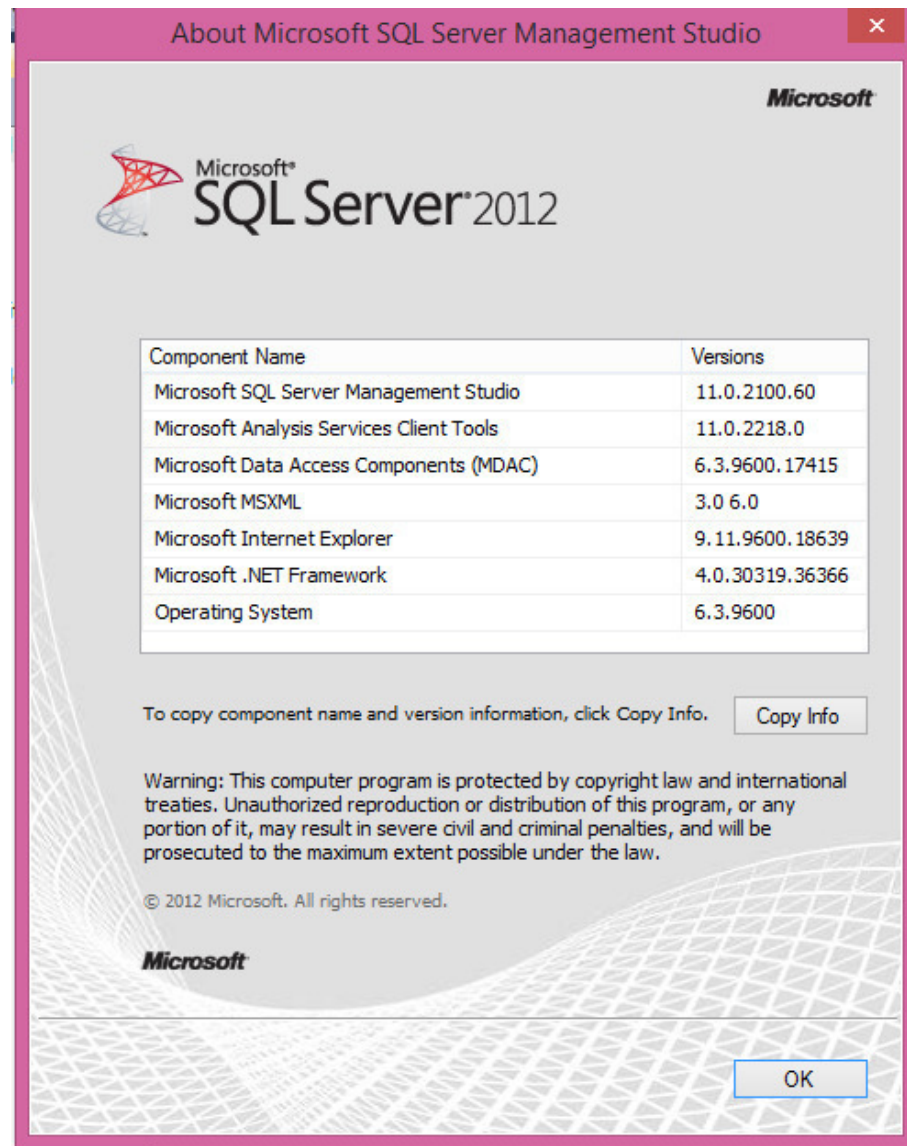 About Microsoft SQL Server Management Studio
Microsoft
Microsoft®
SQL Server® 2012
Component Name Versions
Microsoft SQL Server Management Studio 11.0.2100.60
Microsoft Analysis Services Client Tools 11.0.2218.0
Microsoft Data Access Components (MDAC) 6.3.9600.17415
Microsoft MSXML 3.0 6.0
Microsoft Internet Explorer 9.11.9600.18639
Microsoft .NET Framework 4.0.30319.36366
Operating System 6.3.9600
To copy component name and version information, click Copy Info. Copy Info
Warning: This computer program is protected by copyright law and international
treaties. Unauthorized reproduction or distribution of this program, or any
portion of it, may result in severe civil and criminal penalties, and will be
prosecuted to the maximum extent possible under the law.
© 2012 Microsoft. All rights reserved.
Microsoft
OK